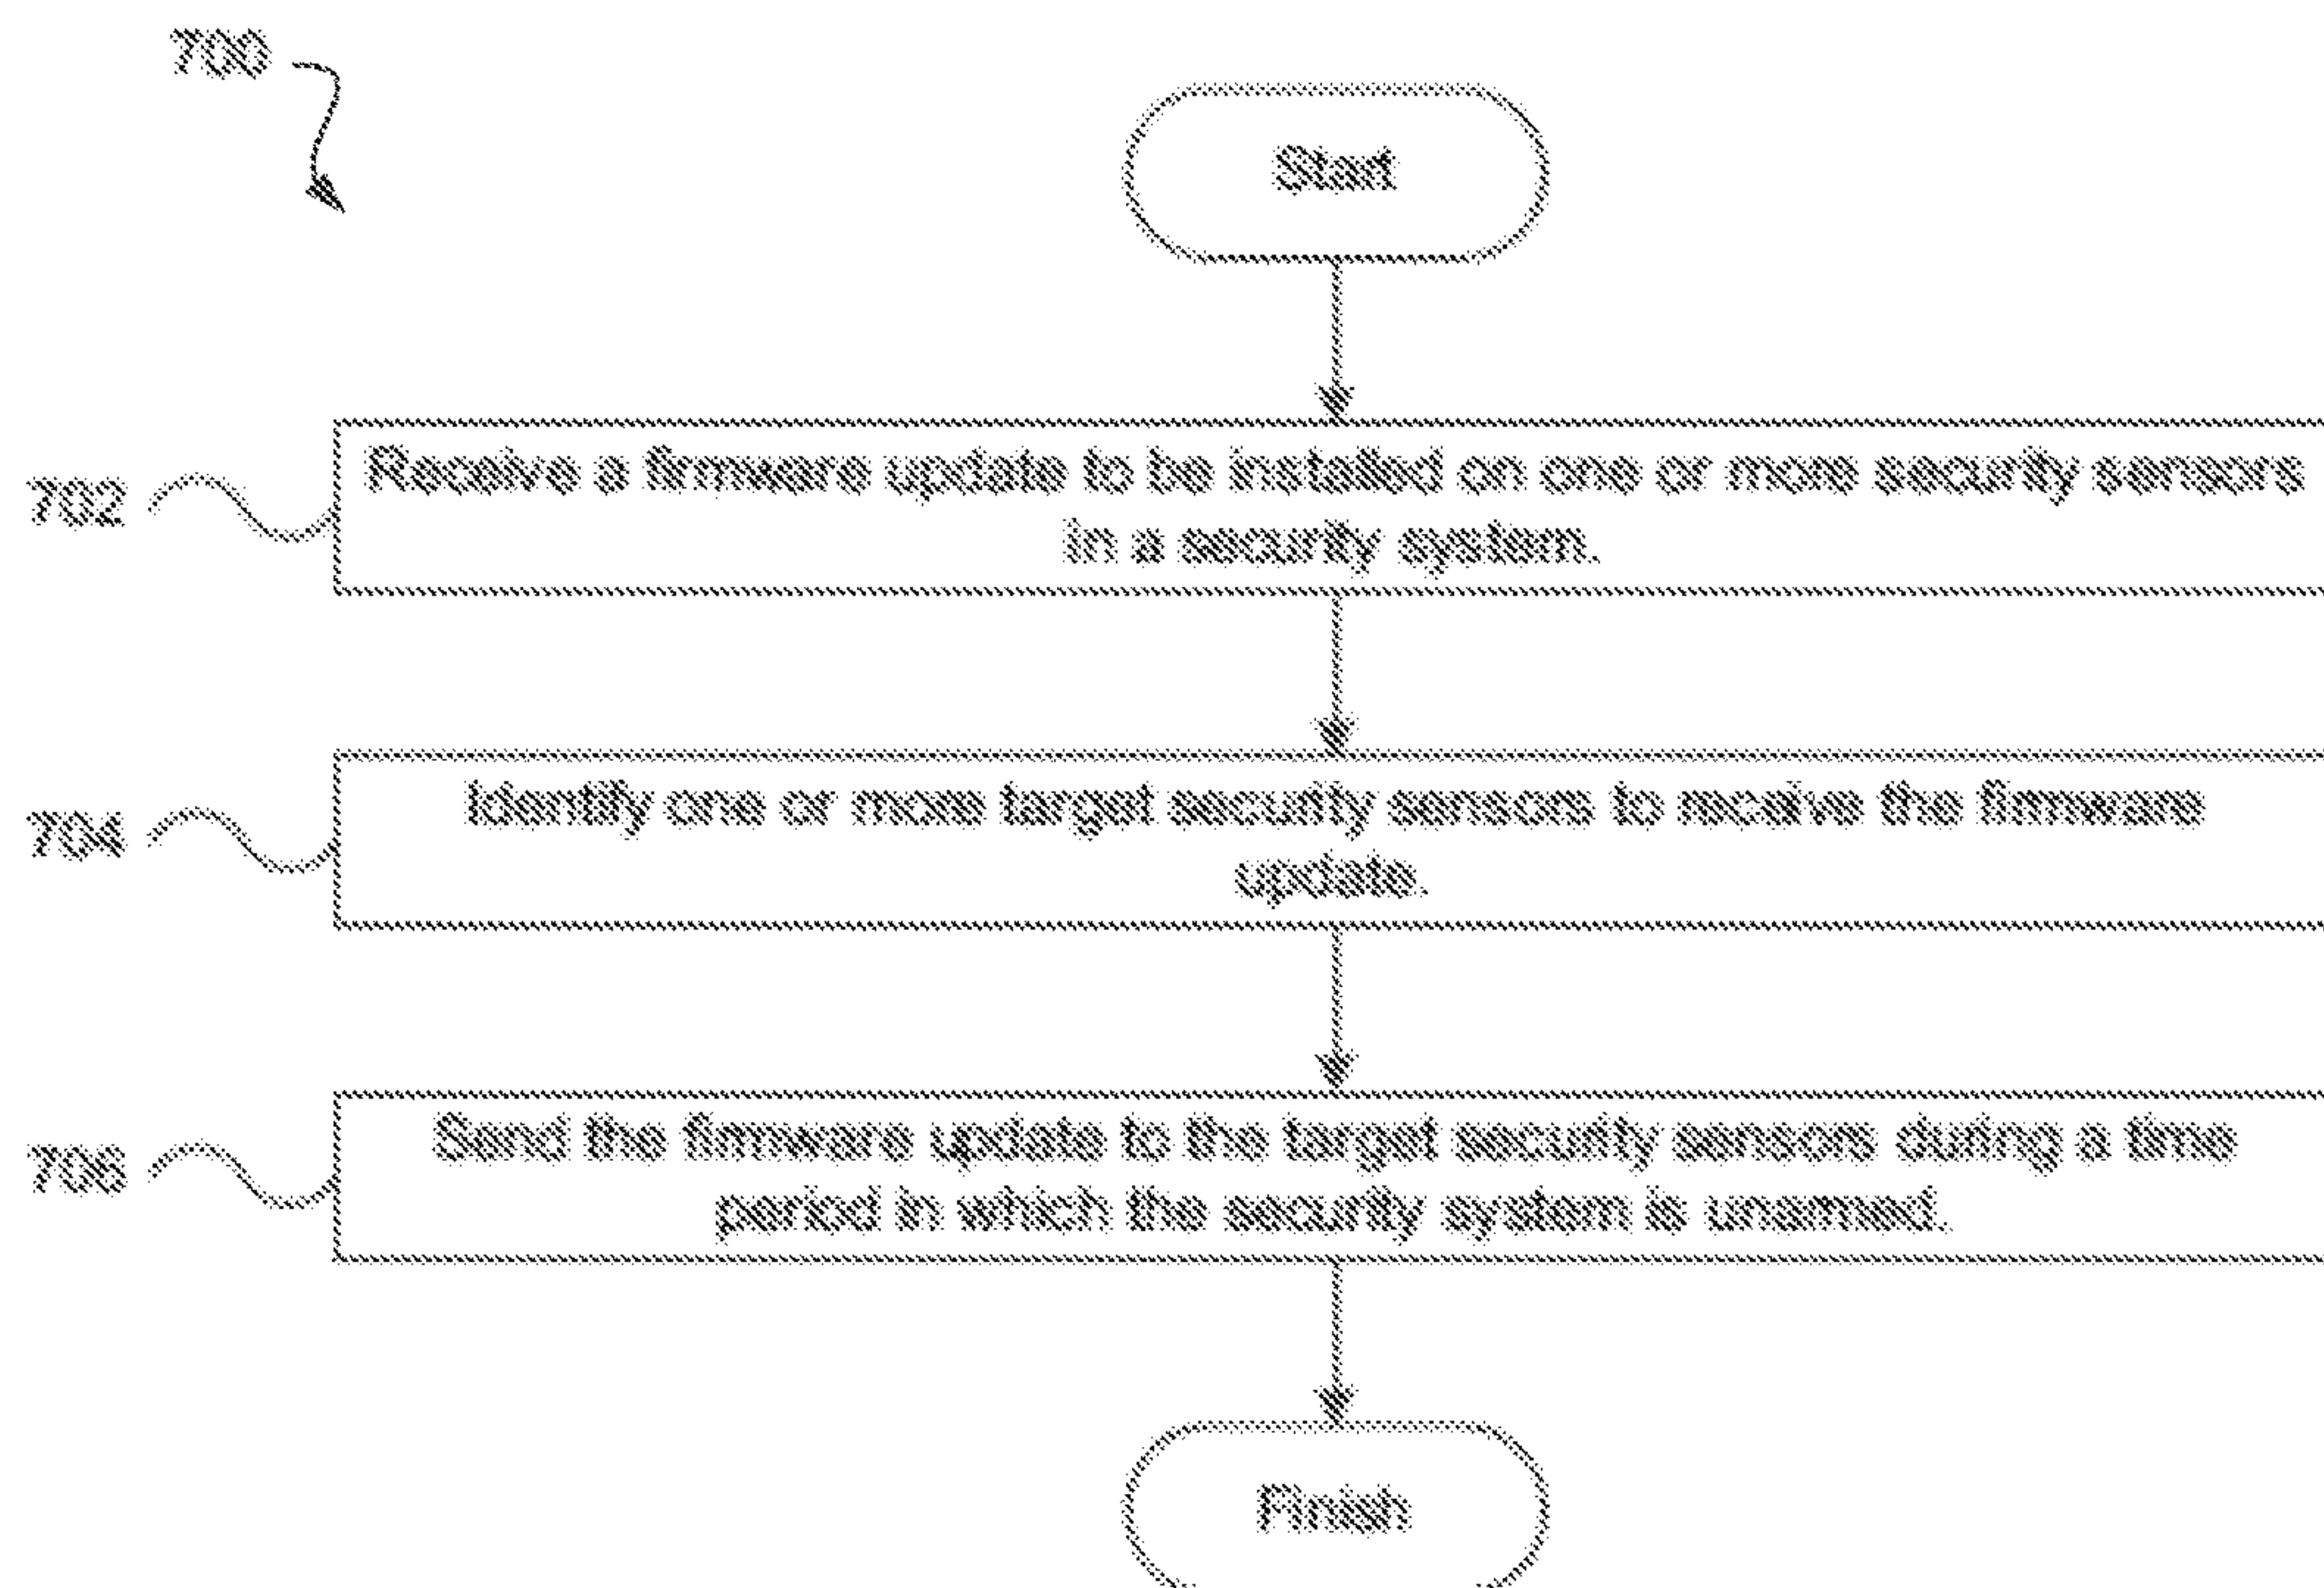 700
Start
702
Receive a firmware update to be installed on one or more security sensors
in a security system.
704
Identify one or more target security sensors to receive the firmware
update.
706
Send the firmware update to the target security sensors during a time
period in which the security system is unarmed.
Finish